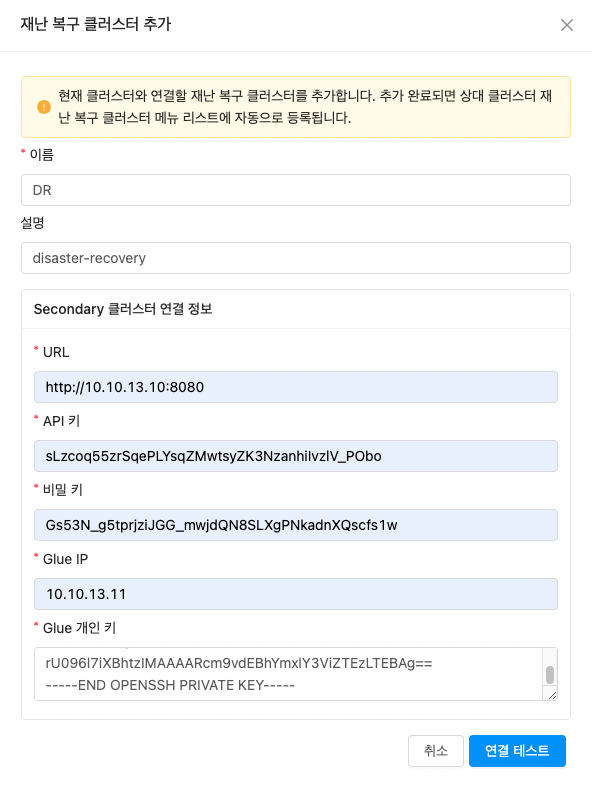 재난 복구 클러스터 추가
현재 클러스터와 연결할 재난 복구 클러스터를 추가합니다. 추가 완료되면 상대 클러스터 재
난 복구 클러스터 메뉴 리스트에 자동으로 등록됩니다.
* 이름
DR
설명
disaster-recovery
Secondary 클러스터 연결 정보
* URL
http://10.10.13.10:8080
* API 키
sLzcoq55zrSqePLYsqZMwtsyZK3NzanhilvzlV_PObo
* 비밀 키
Gs53N_g5tprjziJGG_mwjdQN8SLXgPNkadnXQscfs1w
* Glue IP
10.10.13.11
* Glue 개인 키
rU096I7iXBhtzIMAAAARcm9vdEBhYmxlY3ViZTEzLTEBAg==
-----END OPENSSH PRIVATE KEY-----
취소
연결 테스트